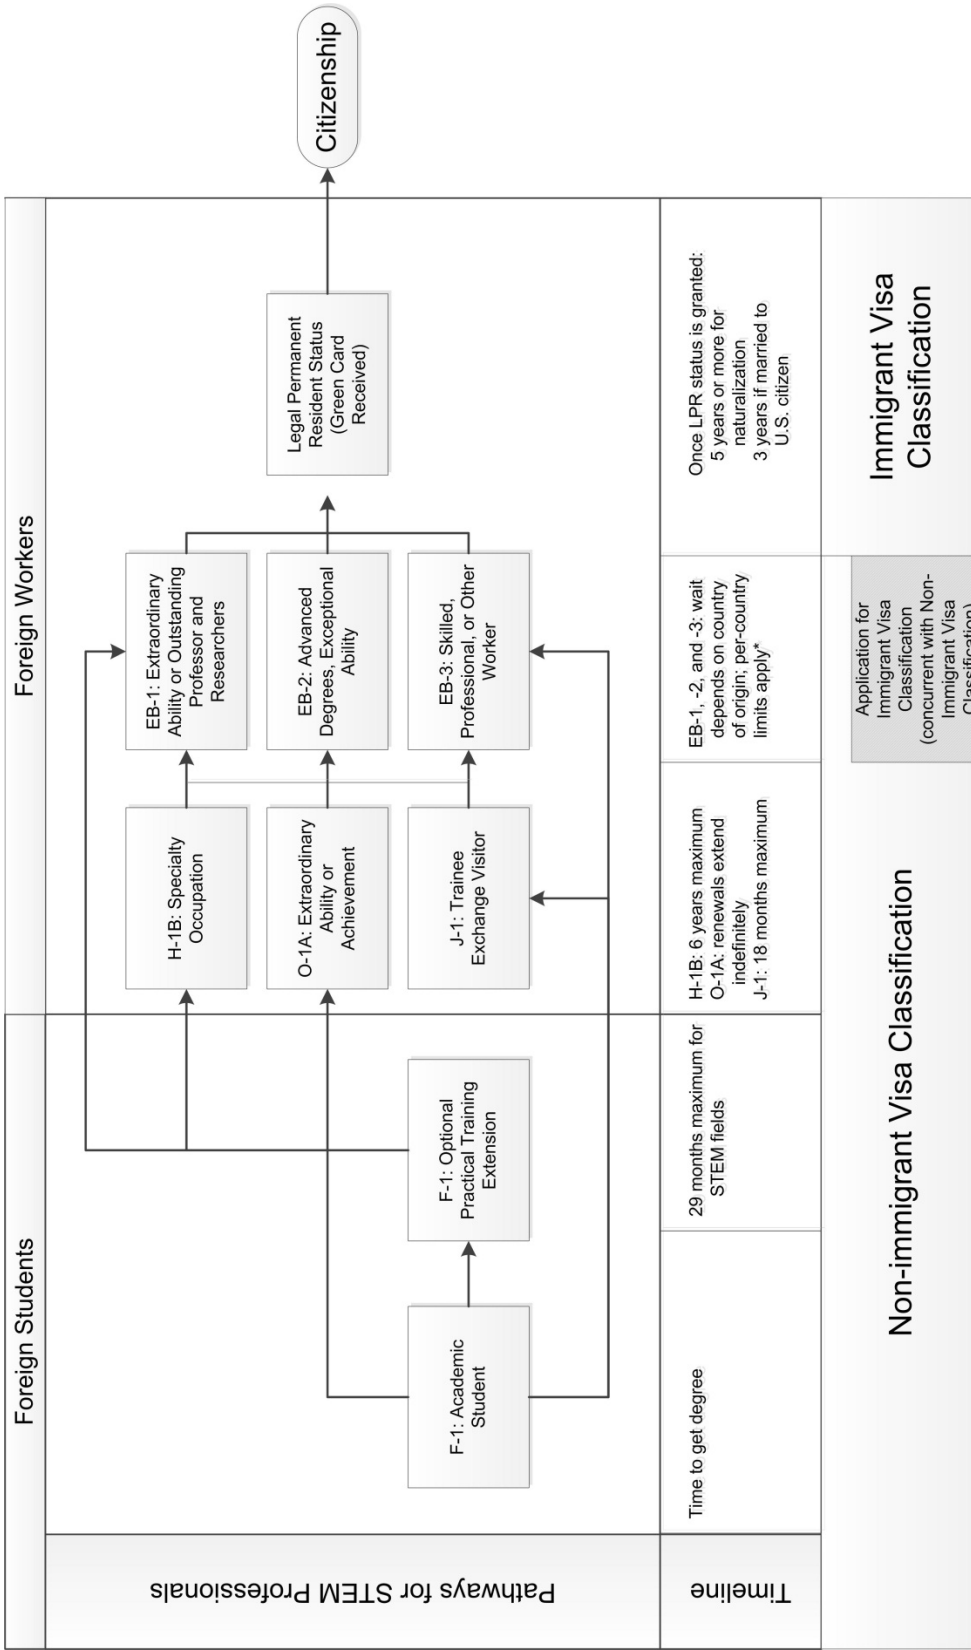 Foreign Students
Foreign Workers
Pathways for STEM Professionals
F-1: Academic
Student
F-1: Optional
Practical Training
Extension
H-1B: Specialty
Occupation
O-1A: Extraordinary
Ability or
Achievement
J-1: Trainee
Exchange Visitor
EB-1: Extraordinary
Ability or Outstanding
Professor and
Researchers
EB-2: Advanced
Degrees, Exceptional
Ability
EB-3: Skilled,
Professional, or Other
Worker
Legal Permanent
Resident Status
(Green Card
Received)
Citizenship
Timeline
Time to get degree
29 months maximum for
STEM fields
H-1B: 6 years maximum
O-1A: renewals extend
indefinitely
J-1: 18 months maximum
EB-1, -2, and -3: wait
depends on country
of origin; per-country
limits apply*
Once LPR status is granted:
5 years or more for
naturalization
3 years if married to
U.S. citizen
Non-immigrant Visa Classification
Application for
Immigrant Visa
Classification
(concurrent with Non-
Immigrant Visa
Classification)
Immigrant Visa
Classification